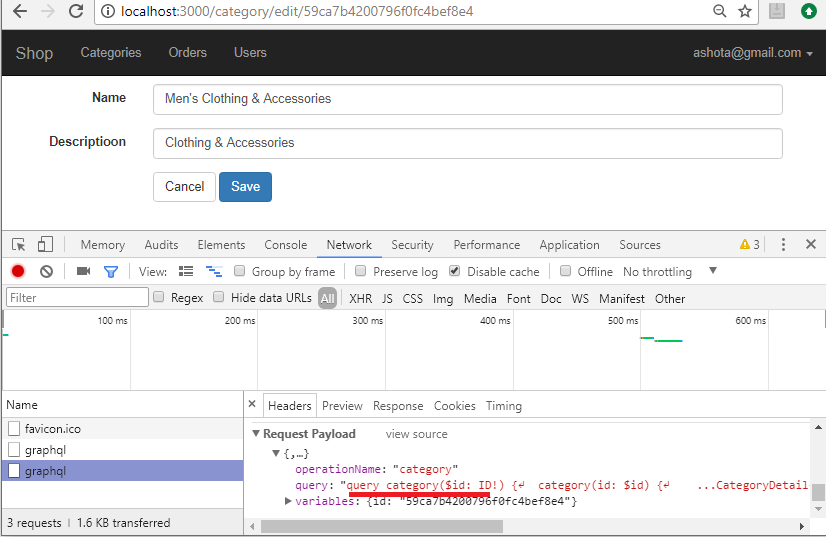 localhost:3000/category/edit/59ca7b4200796f0fc4bef8e4
Shop Categories Orders Users ashota@gmail.com
Name Men's Clothing & Accessories
Descriptioon Clothing & Accessories
Cancel Save
Memory Audits Elements Console Network Security Performance Application Sources 3
View: Group by frame Preserve log Disable cache Offline No throttling
Filter Regex Hide data URLs All XHR JS CSS Img Media Font Doc WS Manifest Other
100 ms 200 ms 300 ms 400 ms 500 ms 600 ms
Name × Headers Preview Response Cookies Timing
favicon.ico
graphql
graphql
Request Payload view source
{,…}
operationName: "category"
query: "query category($id: ID!) {↵ category(id: $id) {↵ ...CategoryDetail
variables: {id: "59ca7b4200796f0fc4bef8e4"}
3 requests | 1.6 KB transferred